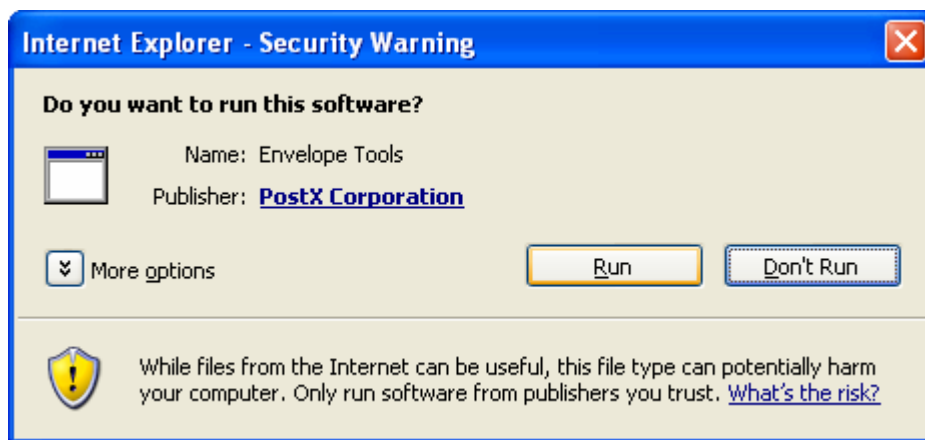 Internet Explorer - Security Warning
Do you want to run this software?
Name: Envelope Tools
Publisher: PostX Corporation
More options
Run
Don't Run
While files from the Internet can be useful, this file type can potentially harm
your computer. Only run software from publishers you trust. What's the risk?